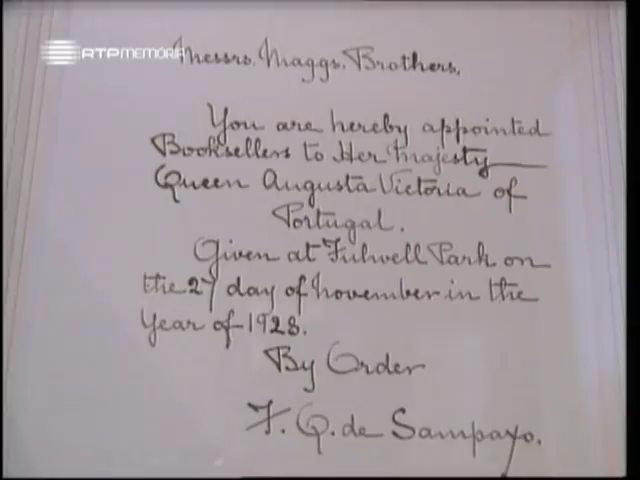 RTP MEMÓRIA
Messrs. Maggs. Brothers.
You are hereby appointed
Booksellers to Her Majesty
Queen Augusta Victoria of
Portugal.
Given at Fulwell Park on
the 27 day of November in the
Year of 1928.
By Order
F. Q. de Sampayo.